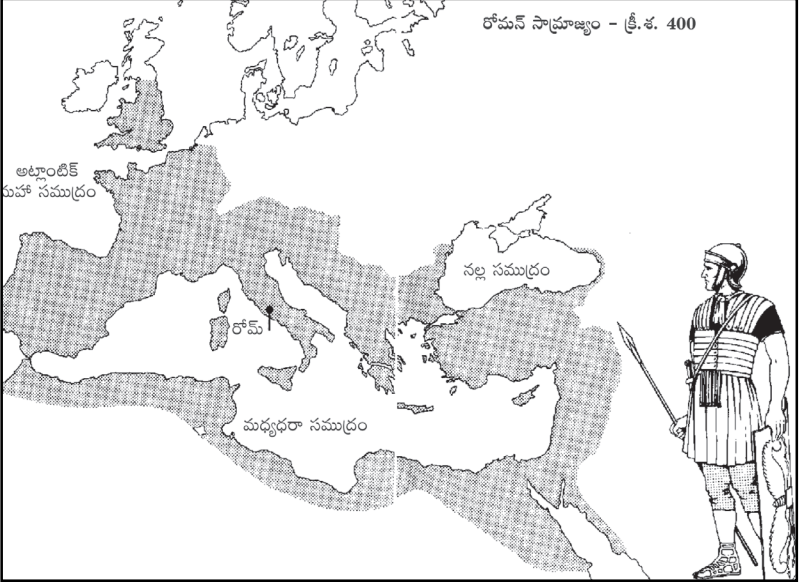 రోమన్ సామ్రాజ్యం - క్రీ.శ. 400
అట్లాంటిక్
మహా సముద్రం
నల్ల సముద్రం
రోమ్
మధ్యధరా సముద్రం